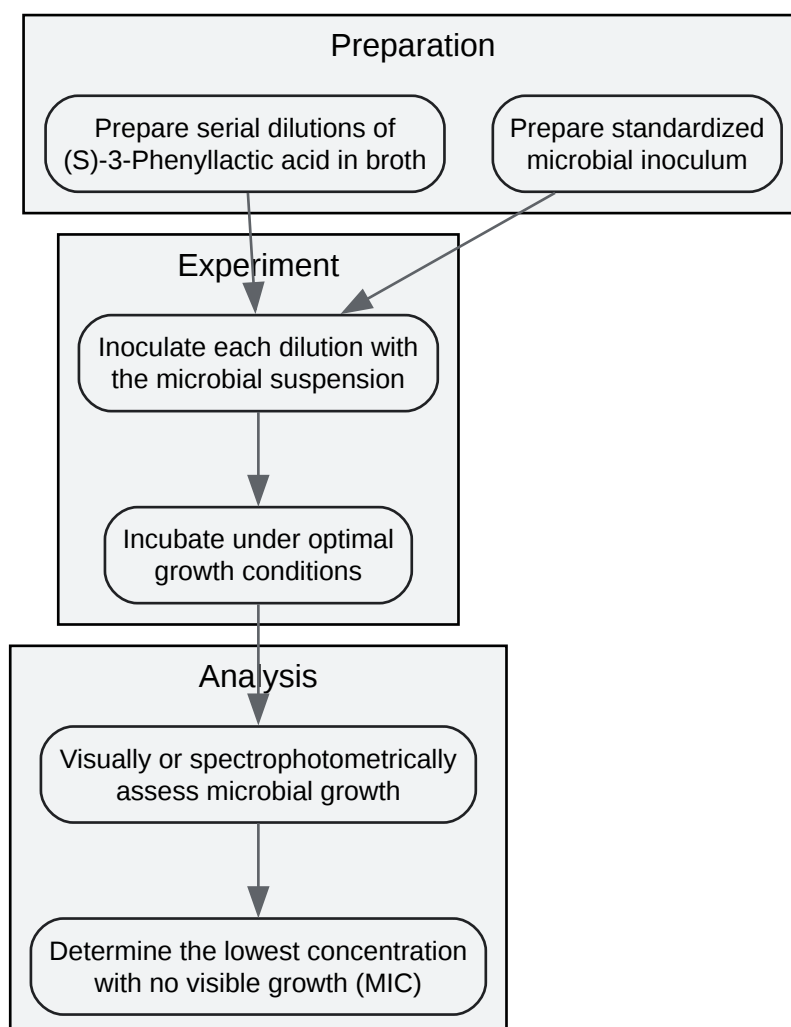 Preparation
Prepare serial dilutions of
(S)-3-Phenyllactic acid in broth
Prepare standardized
microbial inoculum
Experiment
Inoculate each dilution with
the microbial suspension
Incubate under optimal
growth conditions
Analysis
Visually or spectrophotometrically
assess microbial growth
Determine the lowest concentration
with no visible growth (MIC)